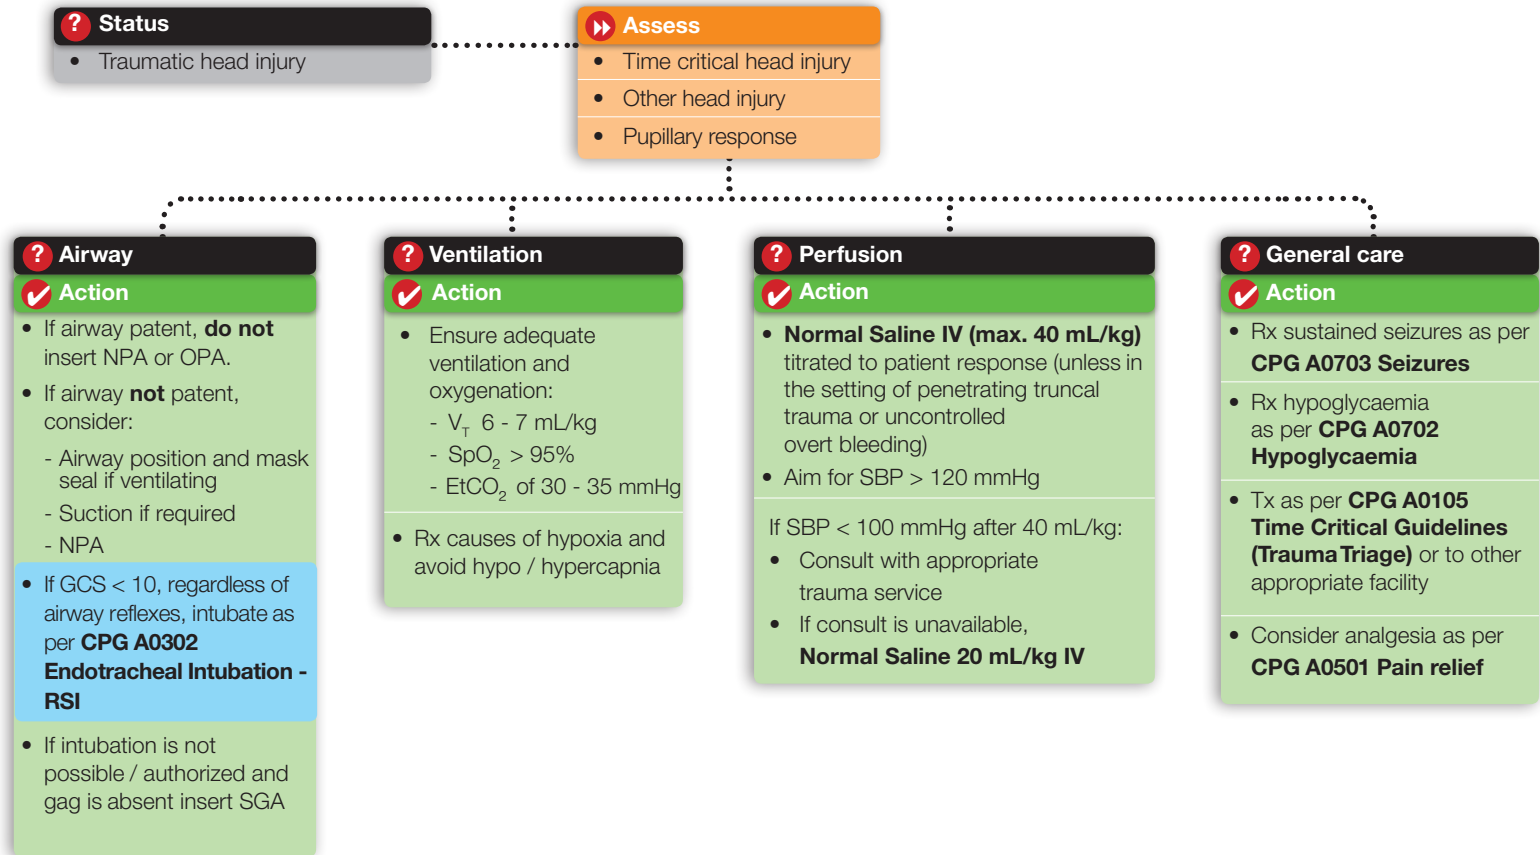 ? Status
• Traumatic head injury
Assess
• Time critical head injury
• Other head injury
• Pupillary response
? Airway
Action
• If airway patent, do not
insert NPA or OPA.
• If airway not patent,
consider:
- Airway position and mask
seal if ventilating
- Suction if required
- NPA
• If GCS < 10, regardless of
airway reflexes, intubate as
per CPG A0302
Endotracheal Intubation -
RSI
• If intubation is not
possible / authorized and
gag is absent insert SGA
? Ventilation
Action
• Ensure adequate
ventilation and
oxygenation:
- VT 6 - 7 mL/kg
- SpO2 > 95%
- EtCO2 of 30 - 35 mmHg
• Rx causes of hypoxia and
avoid hypo / hypercapnia
? Perfusion
Action
• Normal Saline IV (max. 40 mL/kg)
titrated to patient response (unless in
the setting of penetrating truncal
trauma or uncontrolled
overt bleeding)
• Aim for SBP > 120 mmHg
If SBP < 100 mmHg after 40 mL/kg:
• Consult with appropriate
trauma service
• If consult is unavailable,
Normal Saline 20 mL/kg IV
? General care
Action
• Rx sustained seizures as per
CPG A0703 Seizures
• Rx hypoglycaemia
as per CPG A0702
Hypoglycaemia
• Tx as per CPG A0105
Time Critical Guidelines
(Trauma Triage) or to other
appropriate facility
• Consider analgesia as per
CPG A0501 Pain relief